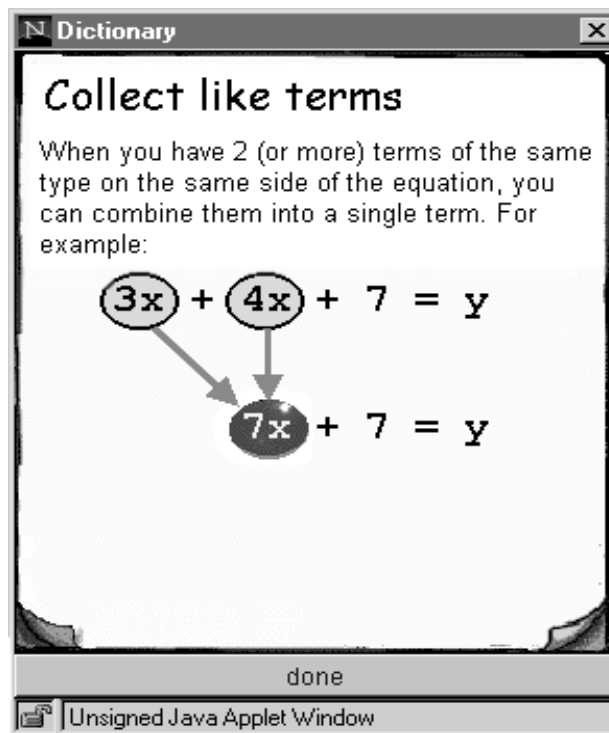 N Dictionary
Collect like terms
When you have 2 (or more) terms of the same
type on the same side of the equation, you
can combine them into a single term. For
example:
3x + 4x + 7 = y
7x + 7 = y
done
Unsigned Java Applet Window